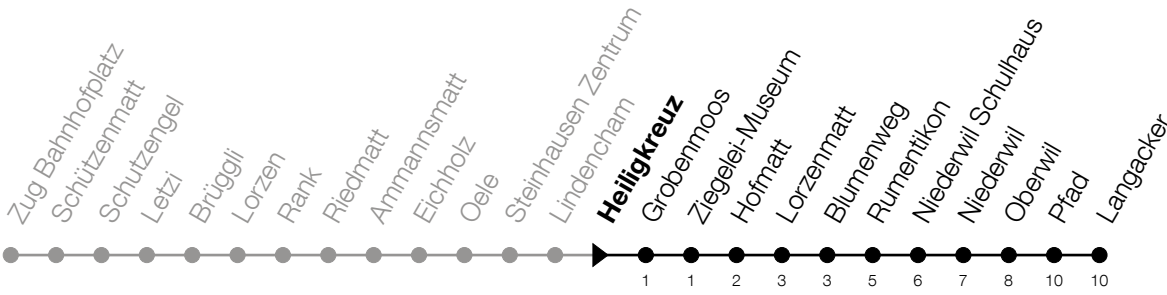 Zug Bahnhofplatz
Schützenmatt
Schutzengel
Letzi
Brüggli
Lorzen
Rank
Riedmatt
Ammannsmatt
Eichholz
Oele
Steinhausen Zentrum
Lindencham
Heiligkreuz
Grobenmoos
Ziegelei-Museum
Hofmatt
Lorzenmatt
Blumenweg
Rumentikon
Niederwil Schulhaus
Niederwil
Oberwil
Pfad
Langacker
1 1 2 3 3 5 6 7 8 10 10